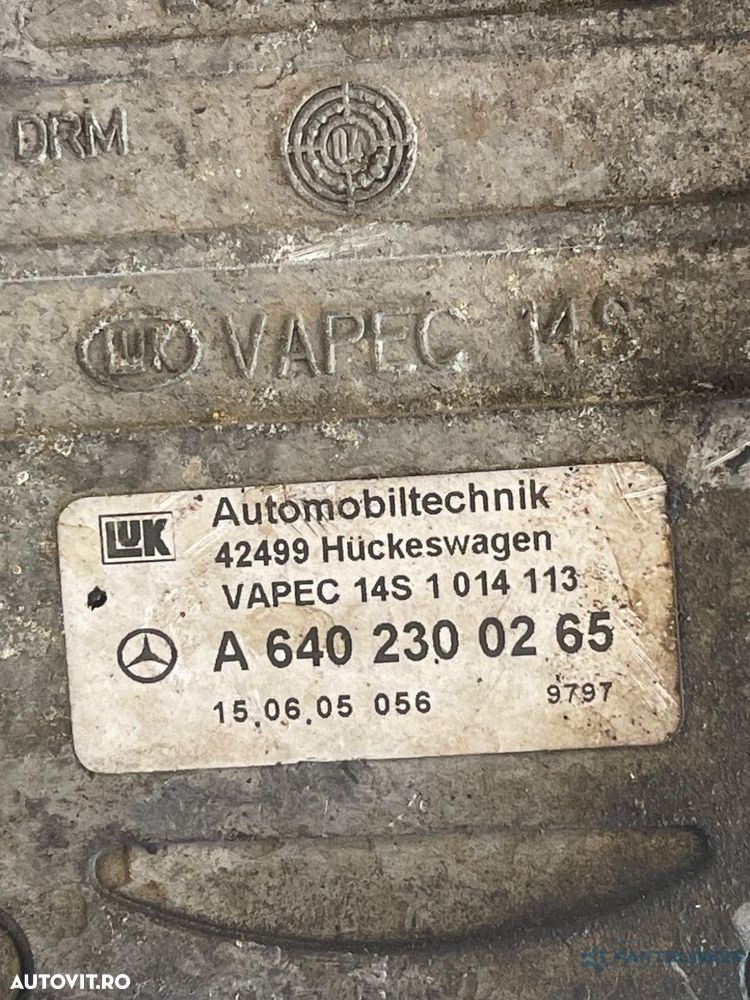 DRM
04
LUK VAPEC 14S
LUK Automobiltechnik
42499 Hückeswagen
VAPEC 14S 1 014 113
A 640 230 02 65
15.06.05 056 9797
AUTOVIT.RO